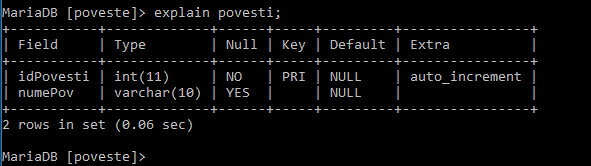 MariaDB [poveste]> explain povesti;
+-----------+-------------+------+-----+---------+----------------+
| Field     | Type        | Null | Key | Default | Extra          |
+-----------+-------------+------+-----+---------+----------------+
| idPovesti | int(11)     | NO   | PRI | NULL    | auto_increment |
| numePov   | varchar(10) | YES  |     | NULL    |                |
+-----------+-------------+------+-----+---------+----------------+
2 rows in set (0.06 sec)
MariaDB [poveste]>